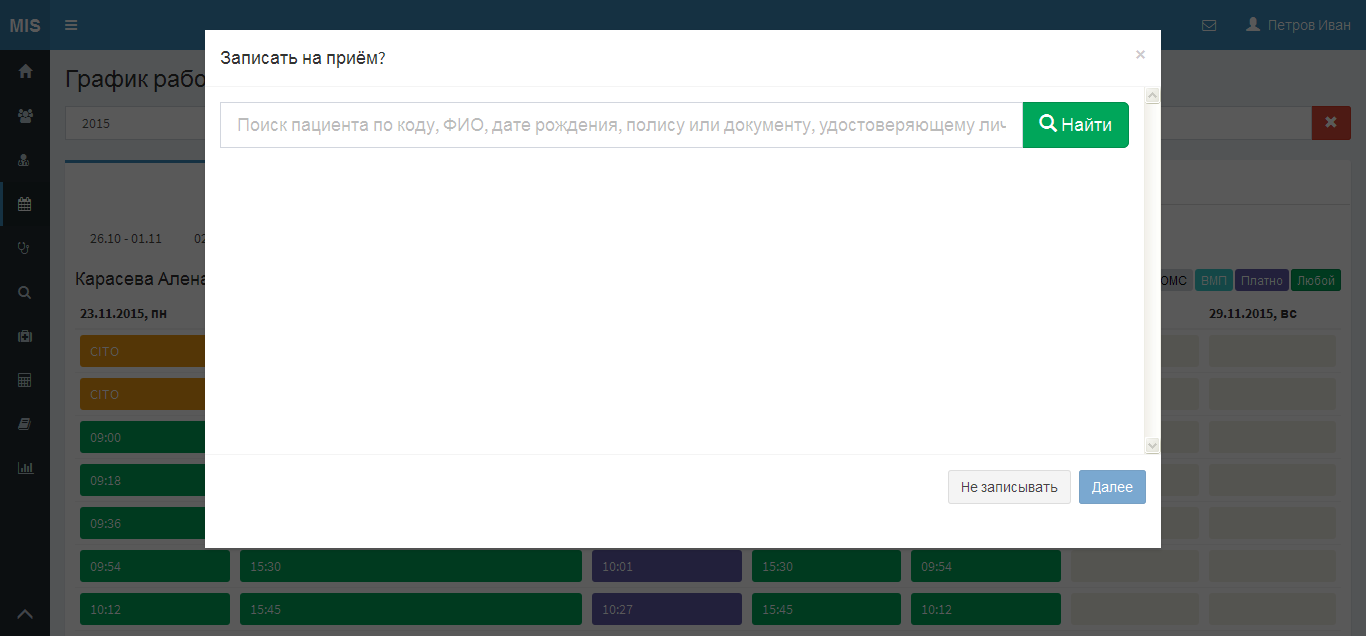 MIS
Петров Иван
Записать на приём?
×
График рабо
2015
Поиск пациента по коду, ФИО, дате рождения, полису или документу, удостоверяющему лич
Найти
26.10 - 01.11
02
Карасева Алена
ОМС
ВМП
Платно
Любой
23.11.2015, пн
29.11.2015, вс
CITO
CITO
09:00
09:18
Не записывать
Далее
09:36
09:54
15:30
10:01
15:30
09:54
10:12
15:45
10:27
15:45
10:12